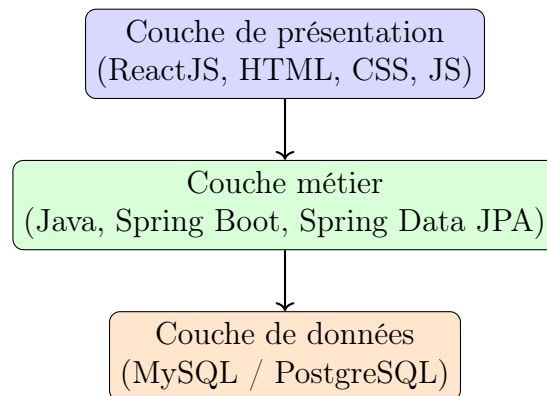 Couche de présentation
(ReactJS, HTML, CSS, JS)
Couche métier
(Java, Spring Boot, Spring Data JPA)
Couche de données
(MySQL / PostgreSQL)